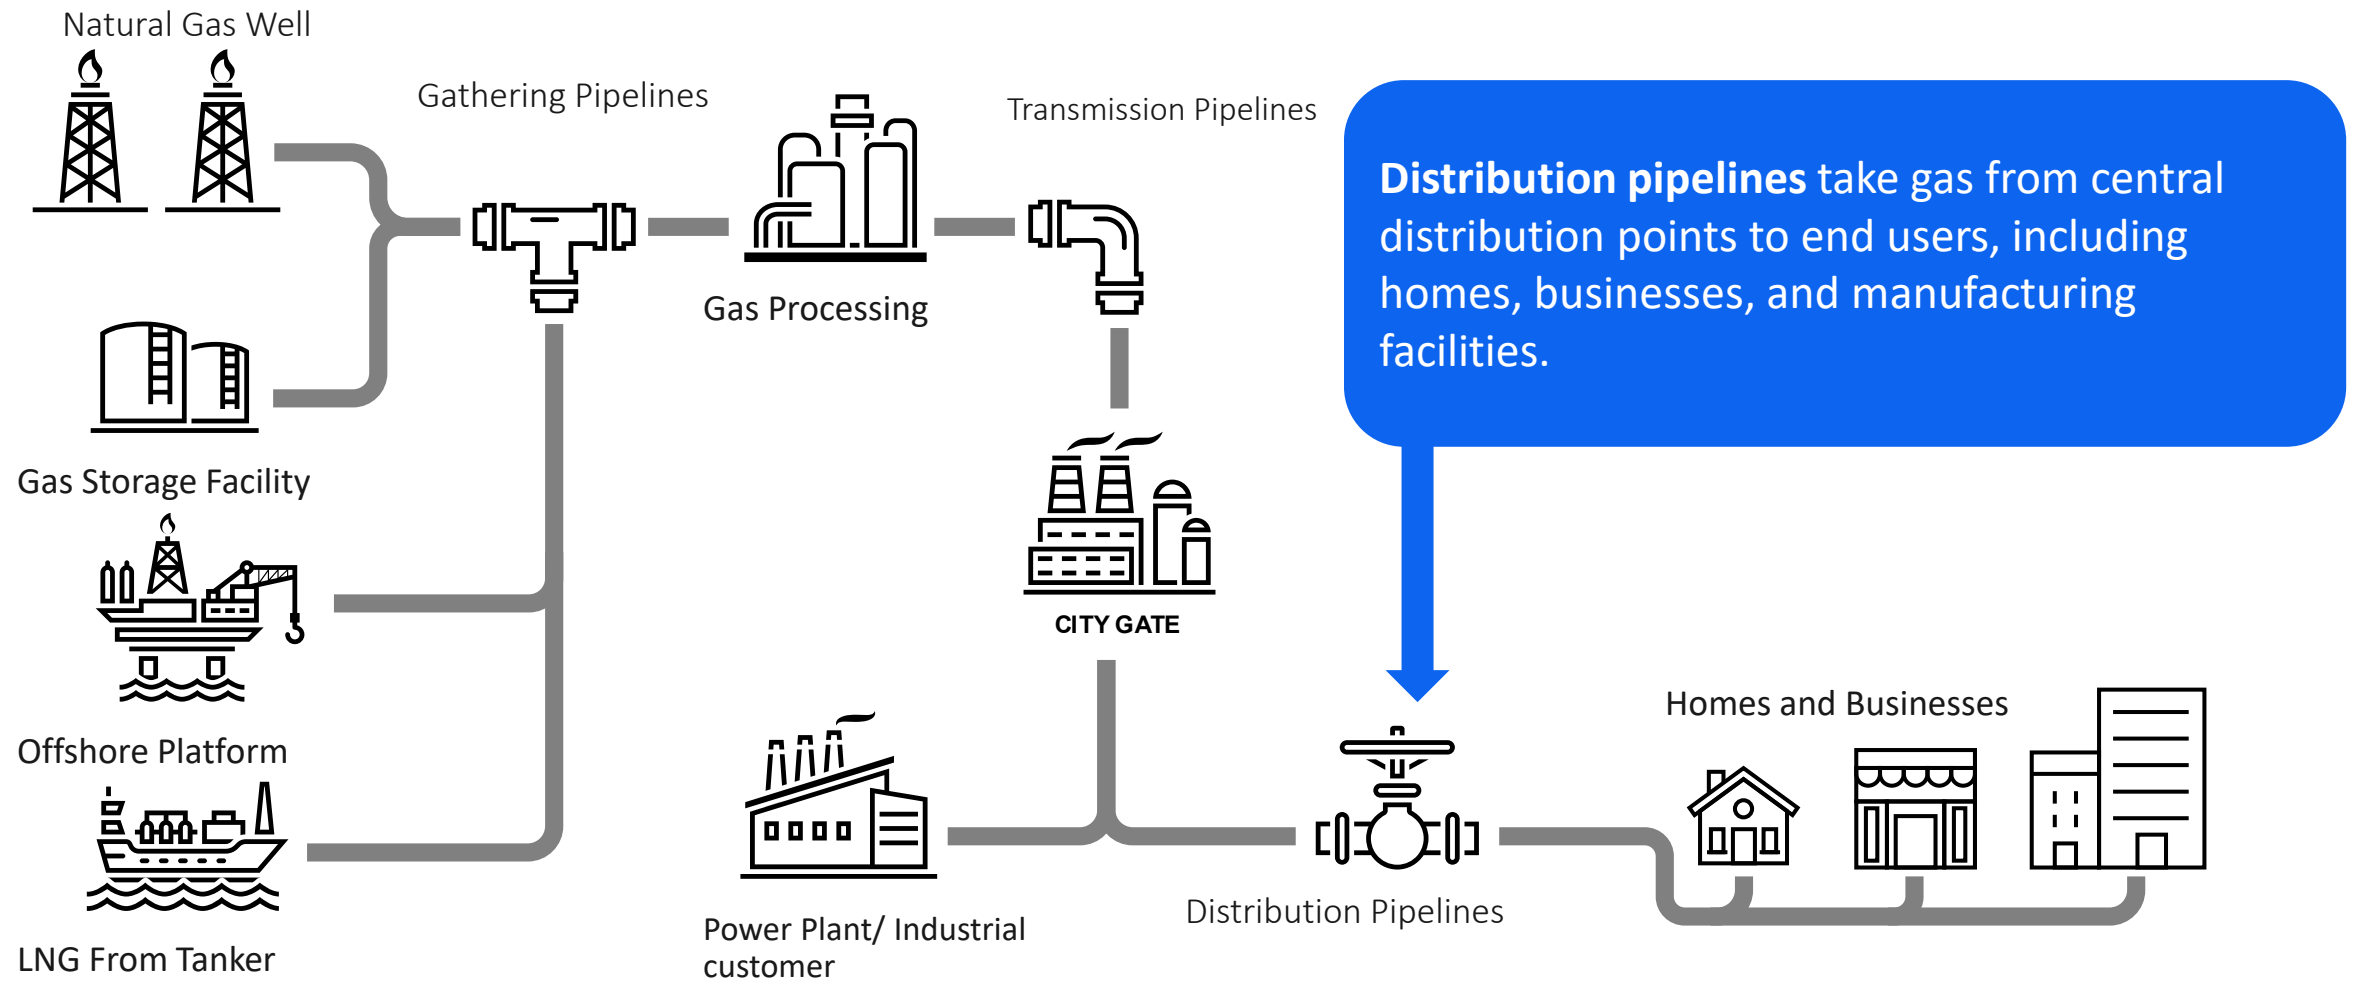 Natural Gas Well
Gathering Pipelines
Transmission Pipelines
Distribution pipelines take gas from central
distribution points to end users, including
homes, businesses, and manufacturing
facilities.
Gas Processing
Gas Storage Facility
CITY GATE
Offshore Platform
Homes and Businesses
LNG From Tanker
Power Plant/ Industrial
customer
Distribution Pipelines